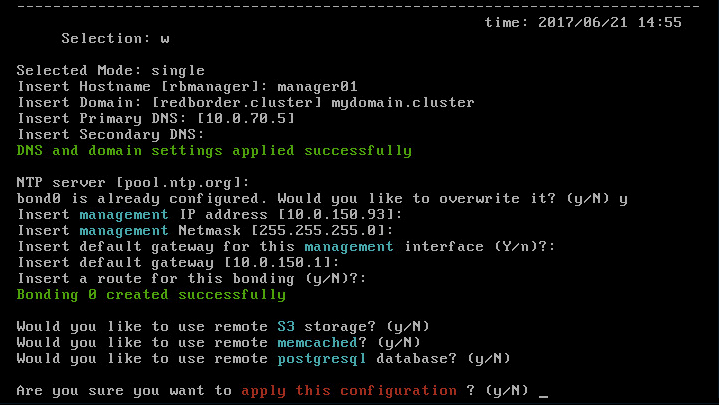 --------------------------------------------------------------------------------
time: 2017/06/21 14:55
Selection: w
Selected Mode: single
Insert Hostname [rbmanager]: manager01
Insert Domain: [redborder.cluster] mydomain.cluster
Insert Primary DNS: [10.0.70.5]
Insert Secondary DNS:
DNS and domain settings applied successfully
NTP server [pool.ntp.org]:
bond0 is already configured. Would you like to overwrite it? (y/N) y
Insert management IP address [10.0.150.93]:
Insert management Netmask [255.255.255.0]:
Insert default gateway for this management interface (Y/n)?:
Insert default gateway [10.0.150.1]:
Insert a route for this bonding (y/N)?:
Bonding 0 created successfully
Would you like to use remote S3 storage? (y/N)
Would you like to use remote memcached? (y/N)
Would you like to use remote postgresql database? (y/N)
Are you sure you want to apply this configuration ? (y/N) _